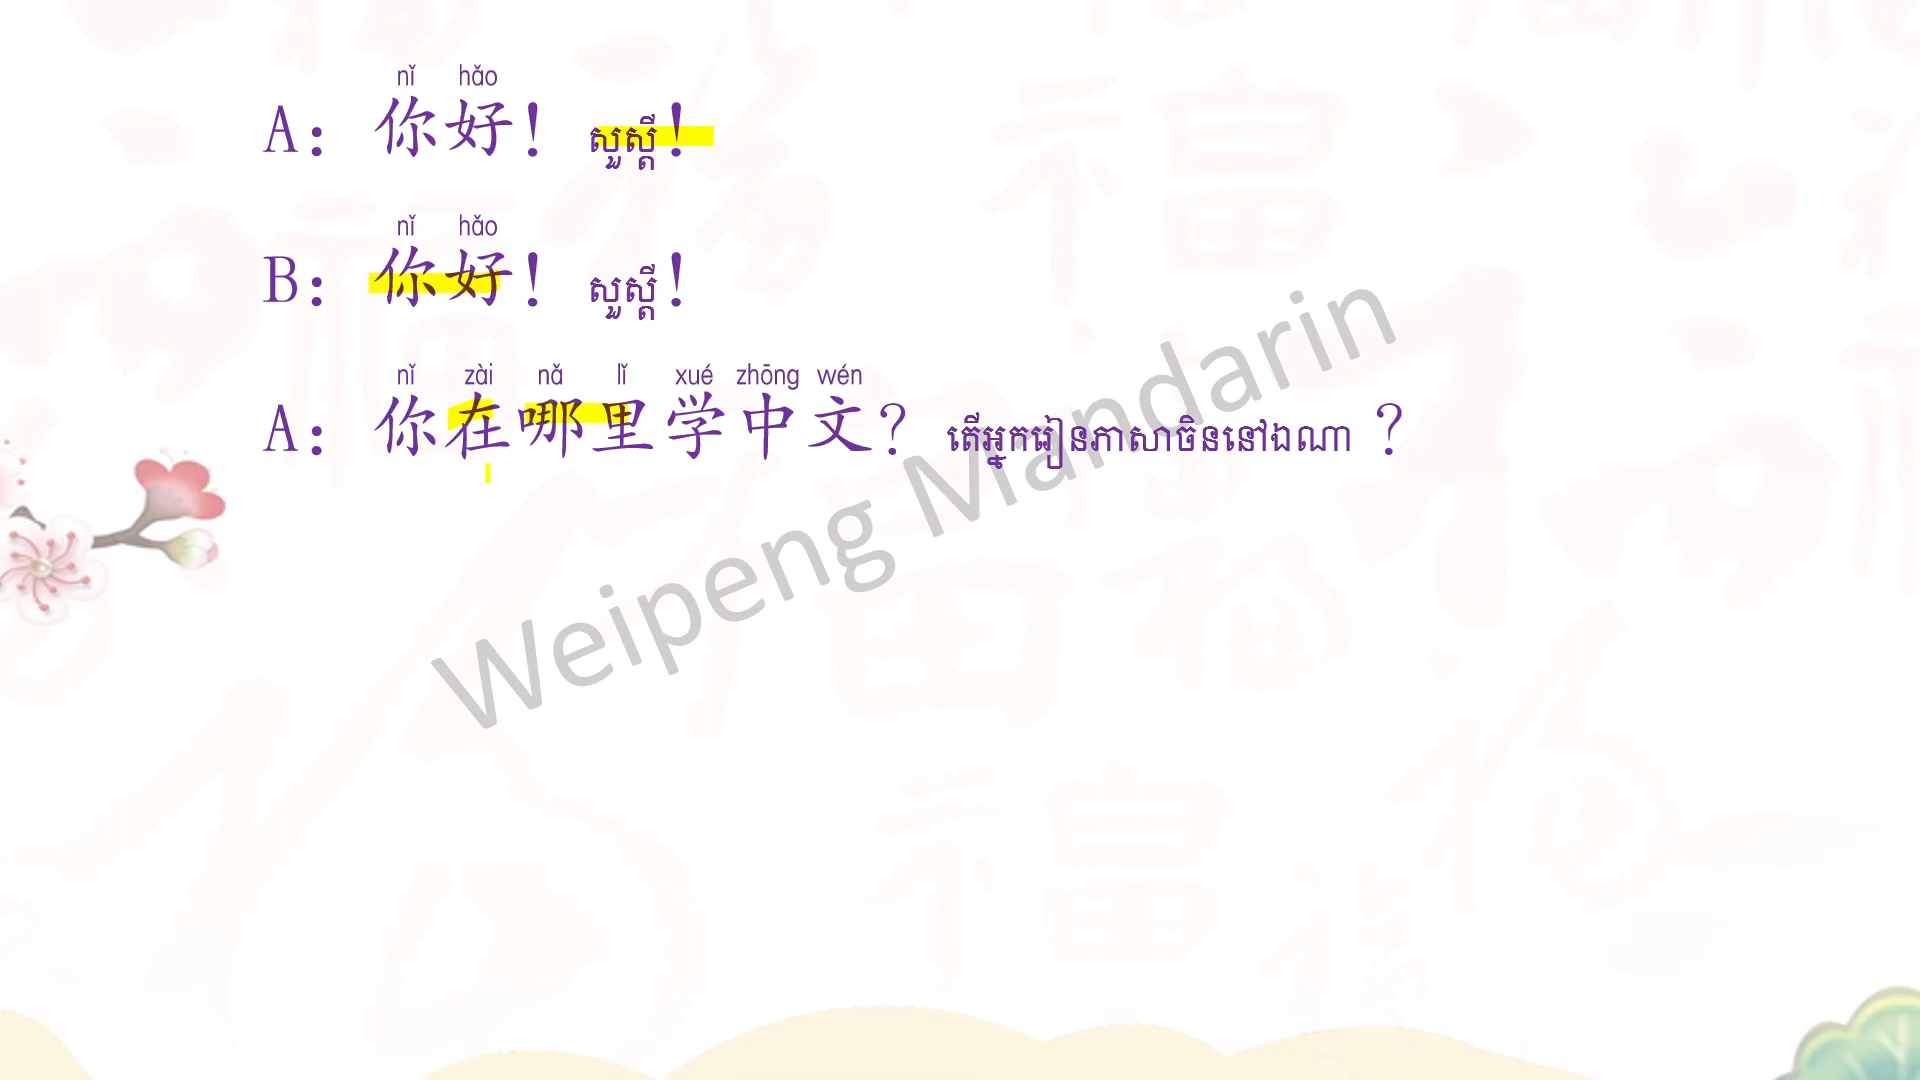 nǐ hǎo
A：你好！ សួស្តី！
nǐ hǎo
B：你好！ សួស្តី！
nǐ zài nǎ lǐ xué zhōng wén
A：你在哪里学中文？ តើអ្នករៀនភាសាចិននៅឯណា ？
Weipeng Mandarin